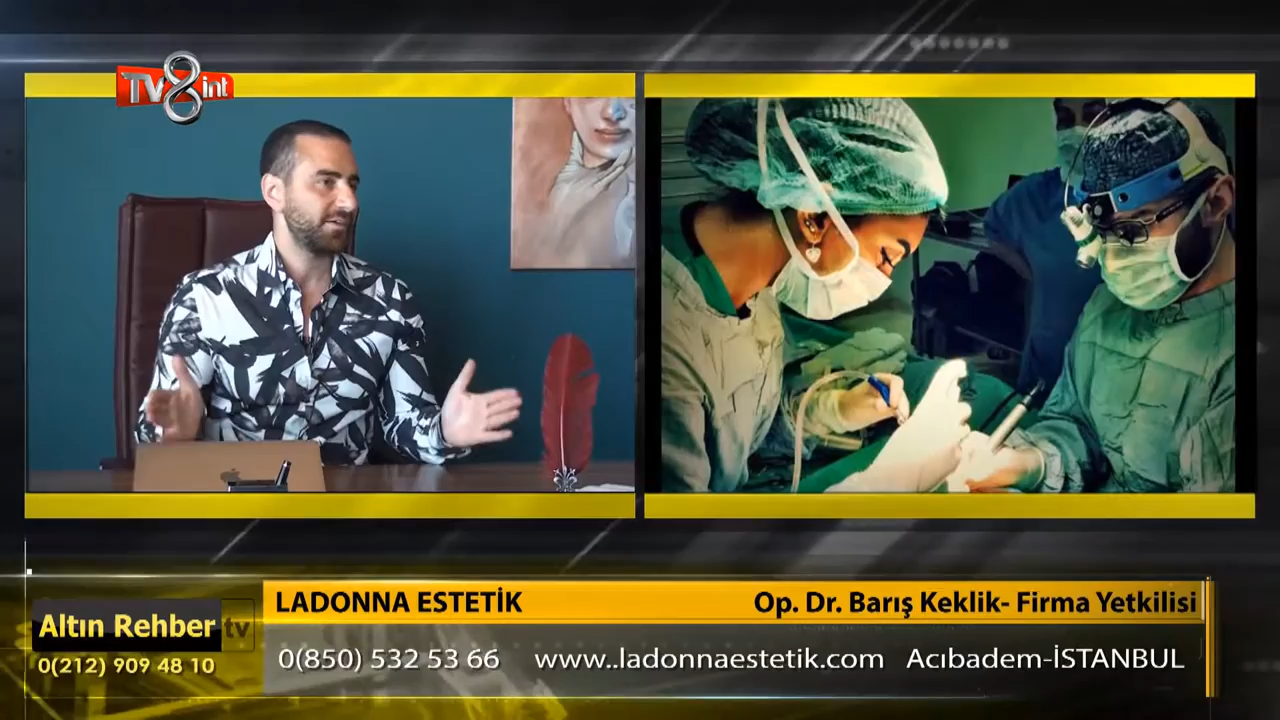 TV8int
LADONNA ESTETİK
Op. Dr. Barış Keklik- Firma Yetkilisi
Altın Rehber tv
0(212) 909 48 10
0(850) 532 53 66 www..ladonnaestetik.com Acıbadem-İSTANBUL